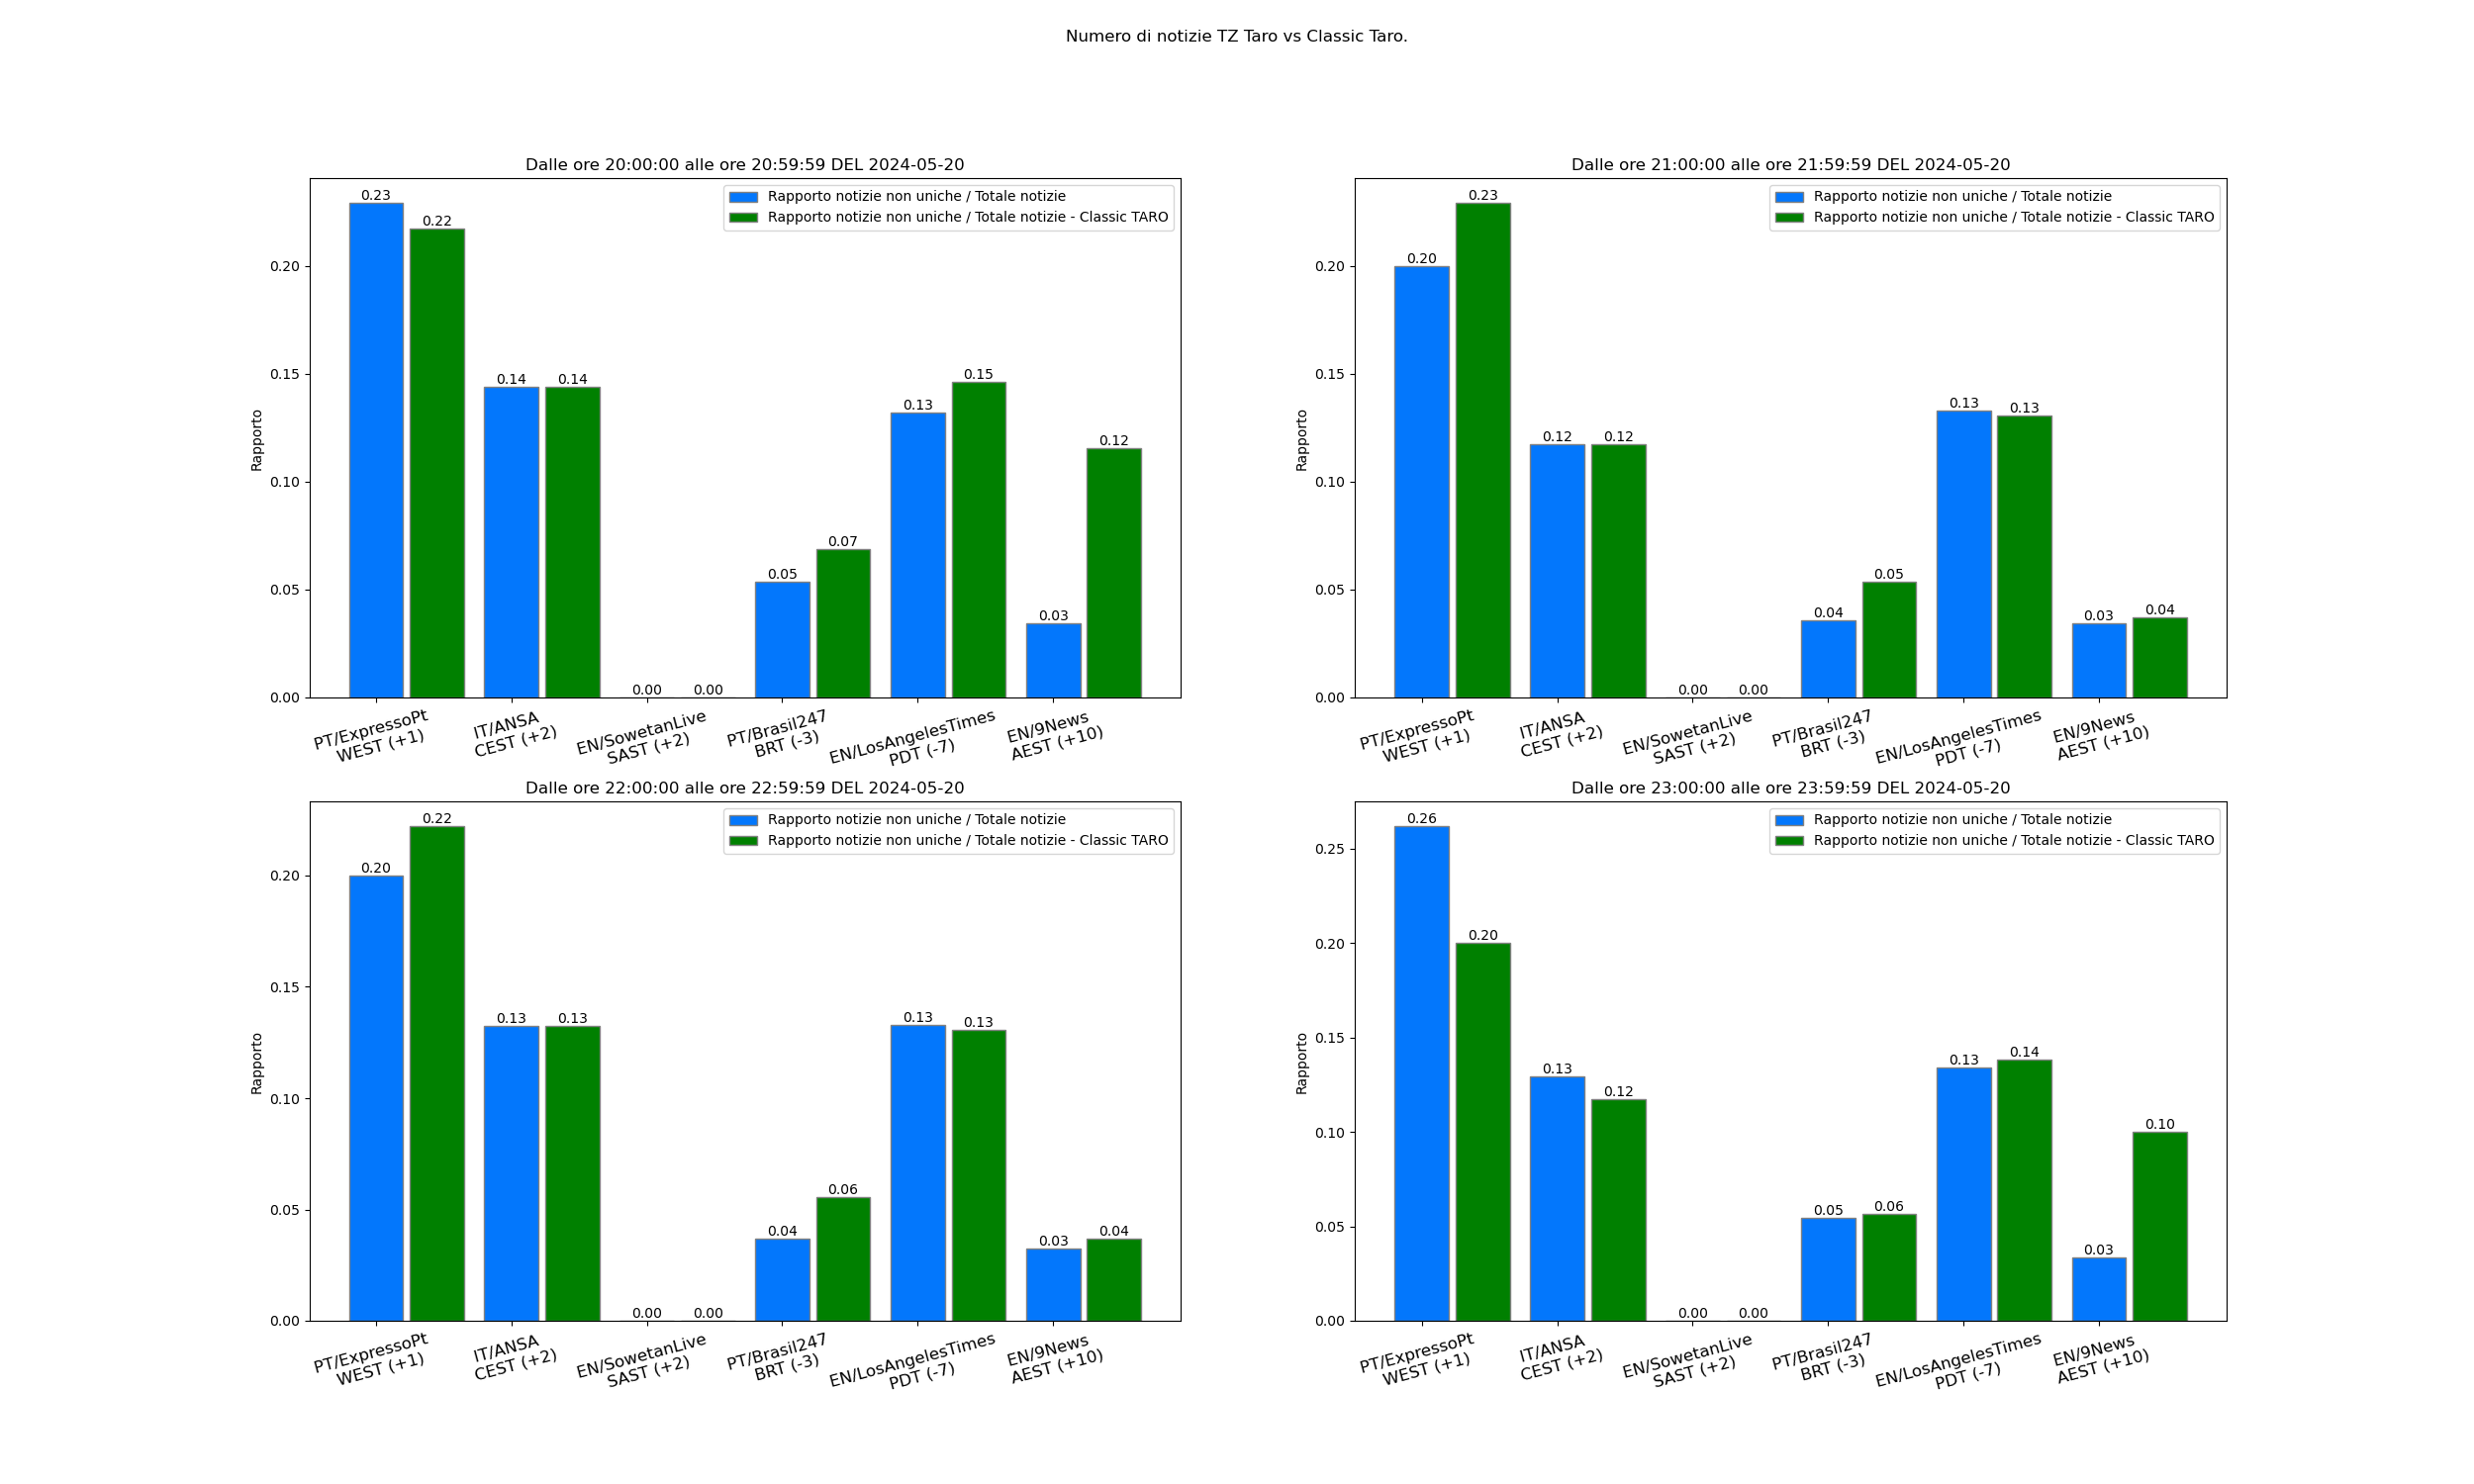 Numero di notizie TZ Taro vs Classic Taro.
Dalle ore 20:00:00 alle ore 20:59:59 DEL 2024-05-20
Rapporto notizie non uniche / Totale notizie
Rapporto notizie non uniche / Totale notizie - Classic TARO
Rapporto
0.20
0.15
0.10
0.05
0.00
0.23
0.22
0.14
0.14
0.00
0.00
0.05
0.07
0.13
0.15
0.03
0.12
PT/ExpressoPt
WEST (+1)
IT/ANSA
CEST (+2)
EN/SowetanLive
SAST (+2)
PT/Brasil247
BRT (-3)
EN/LosAngelesTimes
PDT (-7)
EN/9News
AEST (+10)
Dalle ore 21:00:00 alle ore 21:59:59 DEL 2024-05-20
Rapporto notizie non uniche / Totale notizie
Rapporto notizie non uniche / Totale notizie - Classic TARO
Rapporto
0.20
0.15
0.10
0.05
0.00
0.20
0.23
0.12
0.12
0.00
0.00
0.04
0.05
0.13
0.13
0.03
0.04
PT/ExpressoPt
WEST (+1)
IT/ANSA
CEST (+2)
EN/SowetanLive
SAST (+2)
PT/Brasil247
BRT (-3)
EN/LosAngelesTimes
PDT (-7)
EN/9News
AEST (+10)
Dalle ore 22:00:00 alle ore 22:59:59 DEL 2024-05-20
Rapporto notizie non uniche / Totale notizie
Rapporto notizie non uniche / Totale notizie - Classic TARO
Rapporto
0.20
0.15
0.10
0.05
0.00
0.20
0.22
0.13
0.13
0.00
0.00
0.04
0.06
0.13
0.13
0.03
0.04
PT/ExpressoPt
WEST (+1)
IT/ANSA
CEST (+2)
EN/SowetanLive
SAST (+2)
PT/Brasil247
BRT (-3)
EN/LosAngelesTimes
PDT (-7)
EN/9News
AEST (+10)
Dalle ore 23:00:00 alle ore 23:59:59 DEL 2024-05-20
Rapporto notizie non uniche / Totale notizie
Rapporto notizie non uniche / Totale notizie - Classic TARO
Rapporto
0.25
0.20
0.15
0.10
0.05
0.00
0.26
0.20
0.13
0.12
0.00
0.00
0.05
0.06
0.13
0.14
0.03
0.10
PT/ExpressoPt
WEST (+1)
IT/ANSA
CEST (+2)
EN/SowetanLive
SAST (+2)
PT/Brasil247
BRT (-3)
EN/LosAngelesTimes
PDT (-7)
EN/9News
AEST (+10)